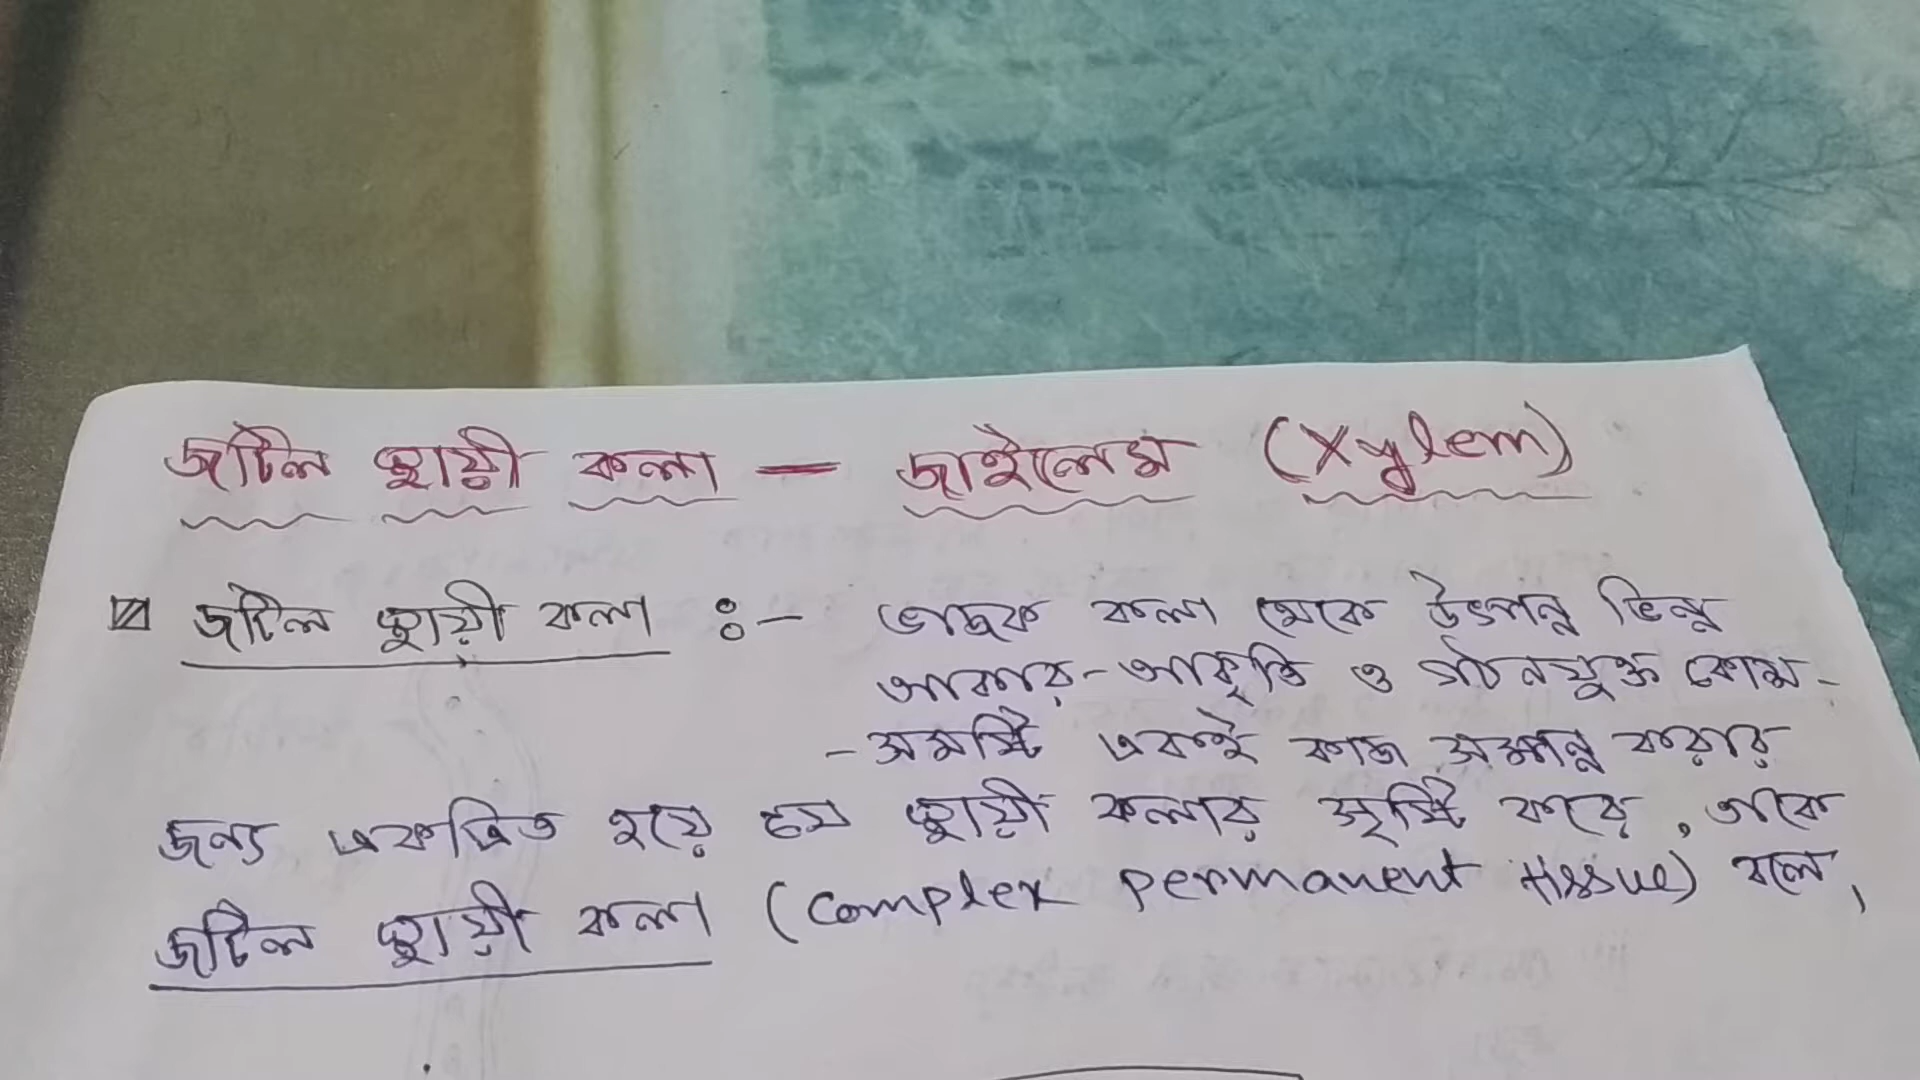 জটিল স্থায়ী কলা — জাইলেম (Xylem)
জটিল স্থায়ী কলা :- ভাজক কলা থেকে উৎপন্ন ভিন্ন
আকার-আকৃতি ও গঠনযুক্ত কোষ-
-সমষ্টি একই কাজ সম্পন্ন করার
জন্য একত্রিত হয়ে যে স্থায়ী কলার সৃষ্টি করে, তাকে
জটিল স্থায়ী কলা (complex permanent tissue) বলে,